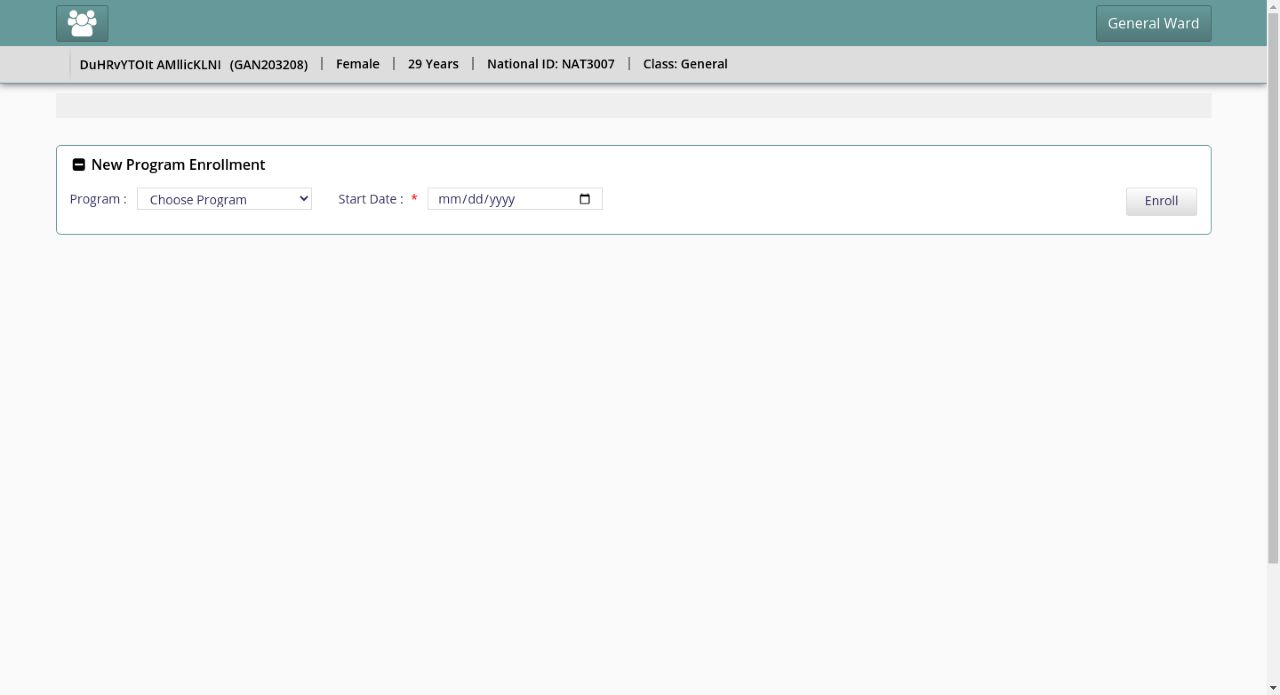 General Ward
DuHRvYTOIt AMllicKLNI (GAN203208) | Female | 29 Years | National ID: NAT3007 | Class: General
New Program Enrollment
Program : Choose Program Start Date : * mm/dd/yyyy Enroll